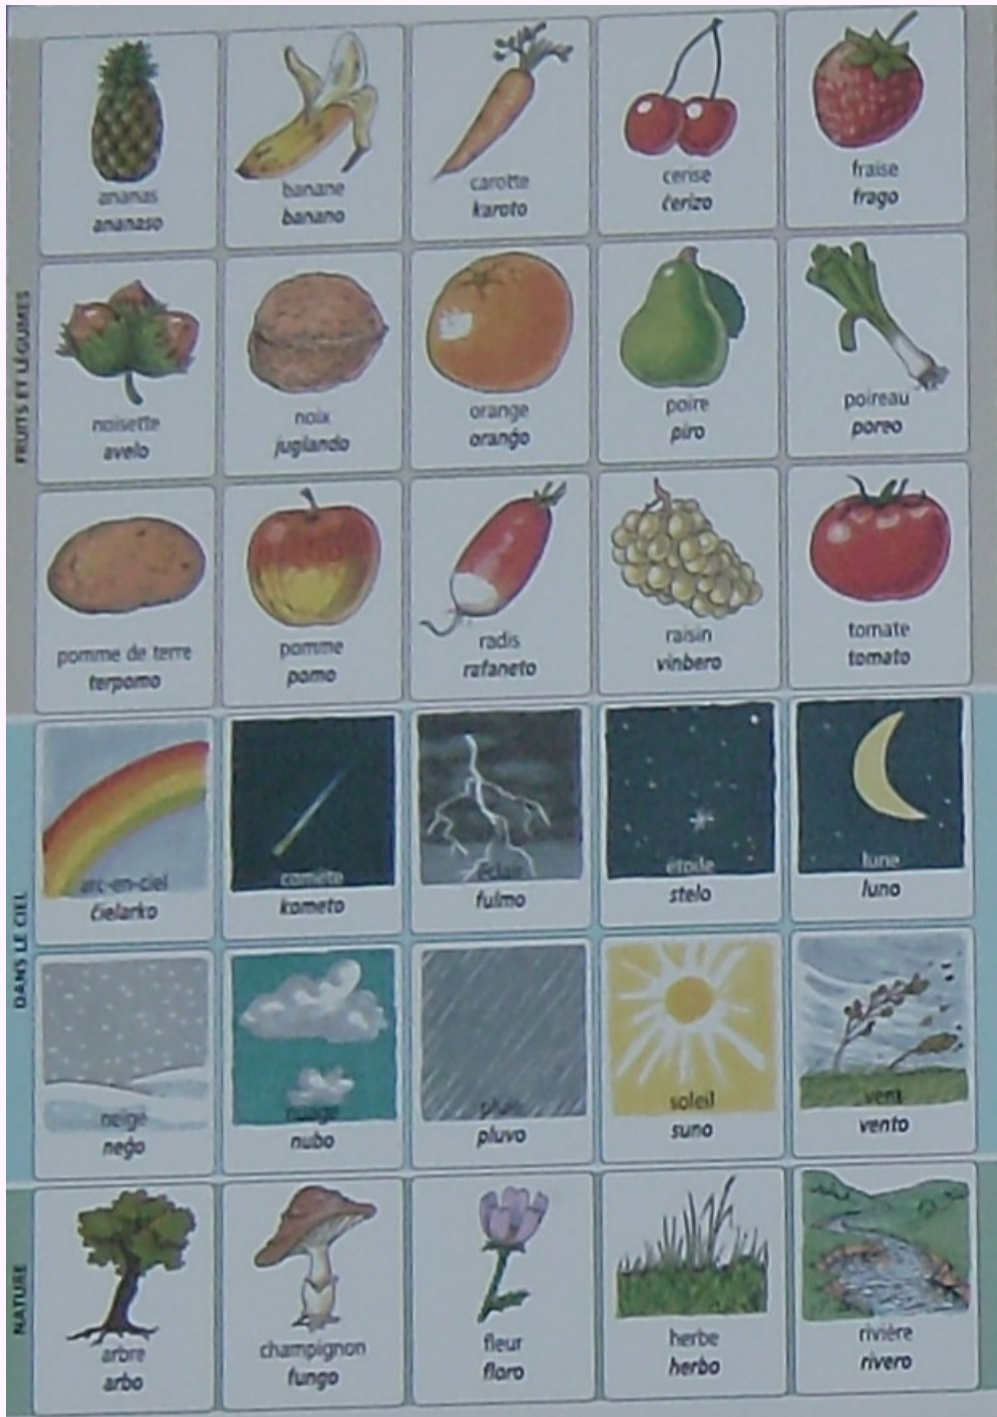 FRUITS ET LÉGUMES
ananas
ananaso
banane
banano
carotte
karoto
cerise
ĉerizo
fraise
frago
noisette
avelo
noix
juglando
orange
oranĝo
poire
piro
poireau
poreo
pomme de terre
terpomo
pomme
pomo
radis
rafaneto
raisin
vinbero
tomate
tomato
DANS LE CIEL
arc-en-ciel
ĉielarko
comète
kometo
éclair
fulmo
étoile
stelo
lune
luno
neige
neĝo
nuage
nubo
pluie
pluvo
soleil
suno
vent
vento
NATURE
arbre
arbo
champignon
fungo
fleur
floro
herbe
herbo
rivière
rivero